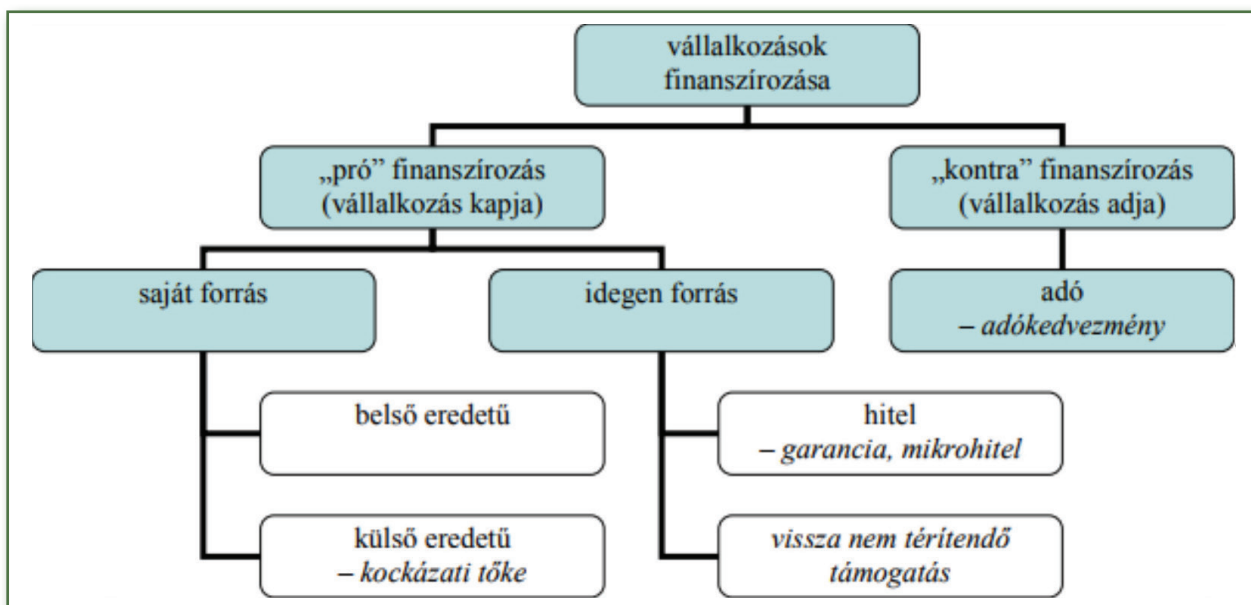 vállalkozások
finanszírozása
„pró” finanszírozás
(vállalkozás kapja)
„kontra” finanszírozás
(vállalkozás adja)
saját forrás
idegen forrás
adó
– adókedvezmény
belső eredetű
hitel
– garancia, mikrohitel
külső eredetű
– kockázati tőke
vissza nem térítendő
támogatás